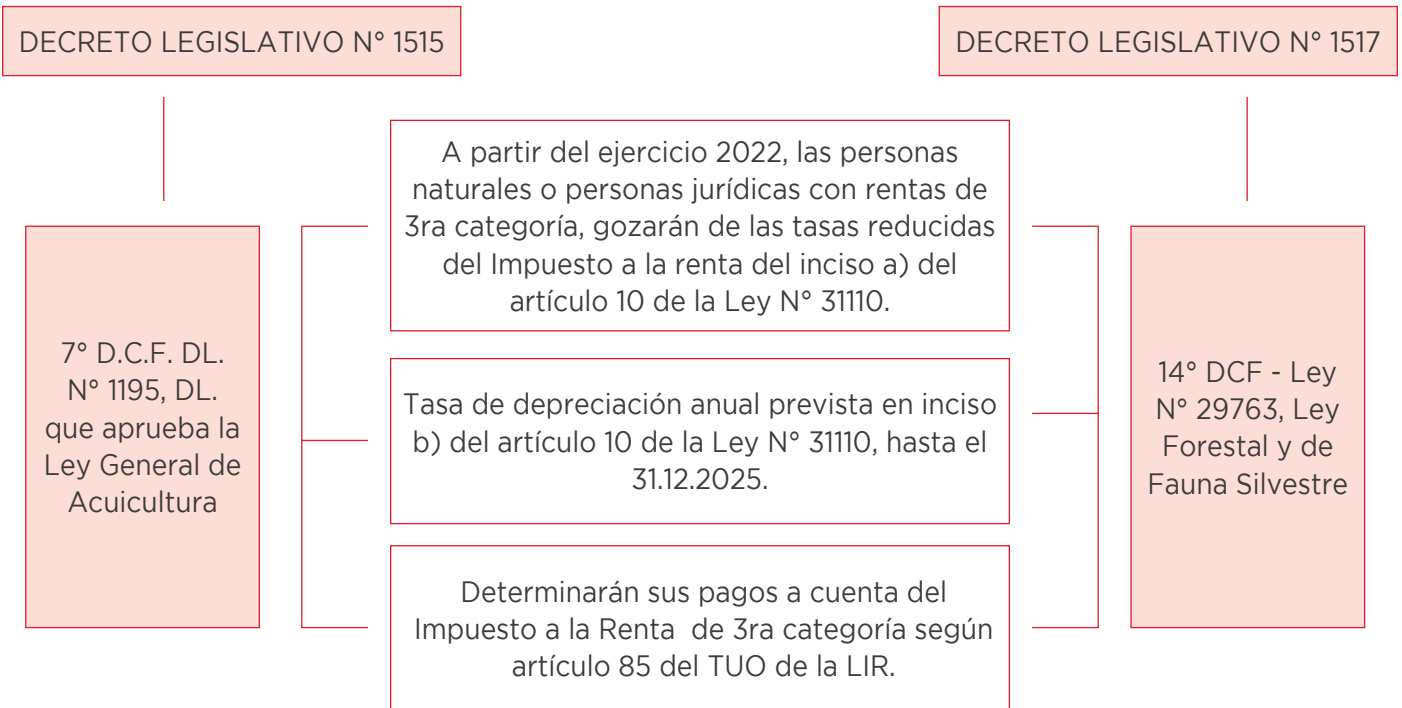 DECRETO LEGISLATIVO N° 1515
DECRETO LEGISLATIVO N° 1517
7° D.C.F. DL.
N° 1195, DL.
que aprueba la
Ley General de
Acuicultura
A partir del ejercicio 2022, las personas
naturales o personas jurídicas con rentas de
3ra categoría, gozarán de las tasas reducidas
del Impuesto a la renta del inciso a) del
artículo 10 de la Ley N° 31110.
Tasa de depreciación anual prevista en inciso
b) del artículo 10 de la Ley N° 31110, hasta el
31.12.2025.
Determinarán sus pagos a cuenta del
Impuesto a la Renta de 3ra categoría según
artículo 85 del TUO de la LIR.
14° DCF - Ley
N° 29763, Ley
Forestal y de
Fauna Silvestre